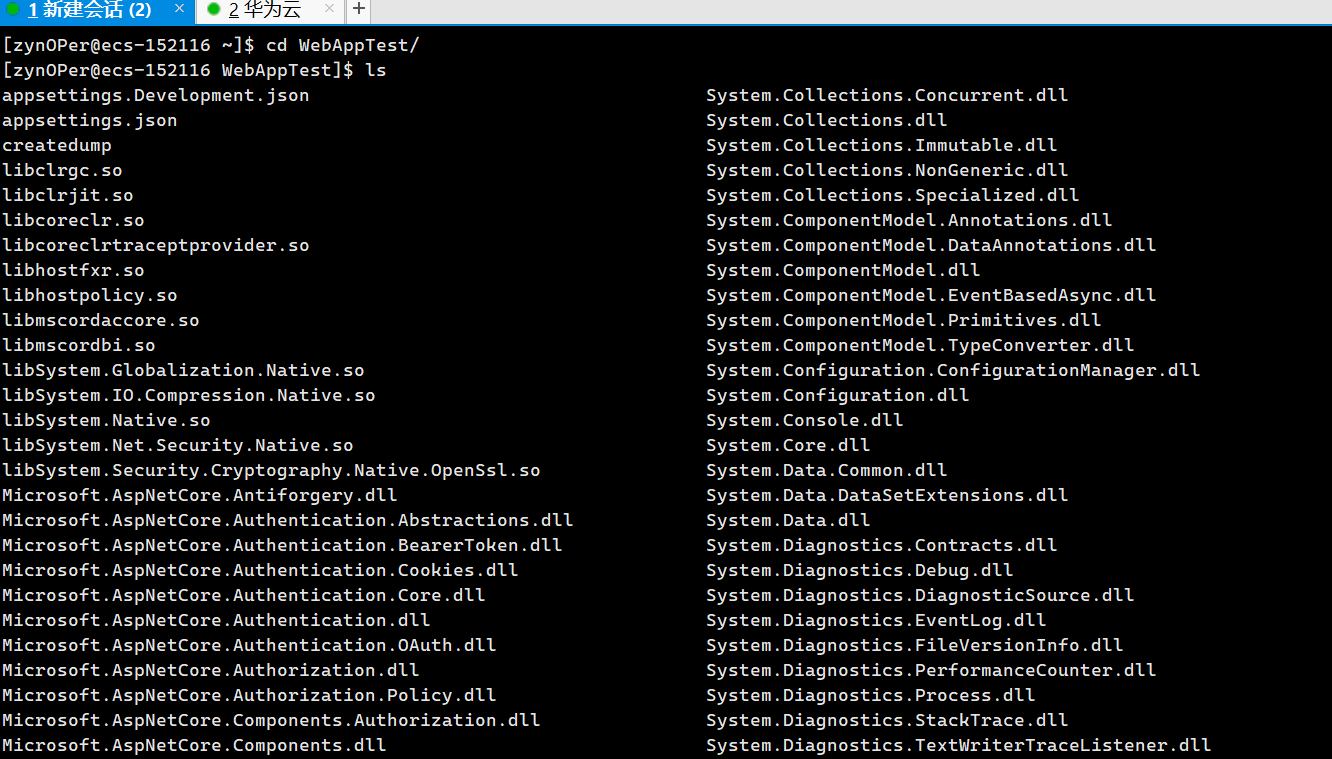 1 新建会话 (2) × 2 华为云 × +
[zynOPer@ecs-152116 ~]$ cd WebAppTest/
[zynOPer@ecs-152116 WebAppTest]$ ls
appsettings.Development.json System.Collections.Concurrent.dll
appsettings.json System.Collections.dll
createdump System.Collections.Immutable.dll
libclrgc.so System.Collections.NonGeneric.dll
libclrjit.so System.Collections.Specialized.dll
libcoreclr.so System.ComponentModel.Annotations.dll
libcoreclrtraceptprovider.so System.ComponentModel.DataAnnotations.dll
libhostfxr.so System.ComponentModel.dll
libhostpolicy.so System.ComponentModel.EventBasedAsync.dll
libmscordaccore.so System.ComponentModel.Primitives.dll
libmscordbi.so System.ComponentModel.TypeConverter.dll
libSystem.Globalization.Native.so System.Configuration.ConfigurationManager.dll
libSystem.IO.Compression.Native.so System.Configuration.dll
libSystem.Native.so System.Console.dll
libSystem.Net.Security.Native.so System.Core.dll
libSystem.Security.Cryptography.Native.OpenSsl.so System.Data.Common.dll
Microsoft.AspNetCore.Antiforgery.dll System.Data.DataSetExtensions.dll
Microsoft.AspNetCore.Authentication.Abstractions.dll System.Data.dll
Microsoft.AspNetCore.Authentication.BearerToken.dll System.Diagnostics.Contracts.dll
Microsoft.AspNetCore.Authentication.Cookies.dll System.Diagnostics.Debug.dll
Microsoft.AspNetCore.Authentication.Core.dll System.Diagnostics.DiagnosticSource.dll
Microsoft.AspNetCore.Authentication.dll System.Diagnostics.EventLog.dll
Microsoft.AspNetCore.Authentication.OAuth.dll System.Diagnostics.FileVersionInfo.dll
Microsoft.AspNetCore.Authorization.dll System.Diagnostics.PerformanceCounter.dll
Microsoft.AspNetCore.Authorization.Policy.dll System.Diagnostics.Process.dll
Microsoft.AspNetCore.Components.Authorization.dll System.Diagnostics.StackTrace.dll
Microsoft.AspNetCore.Components.dll System.Diagnostics.TextWriterTraceListener.dll